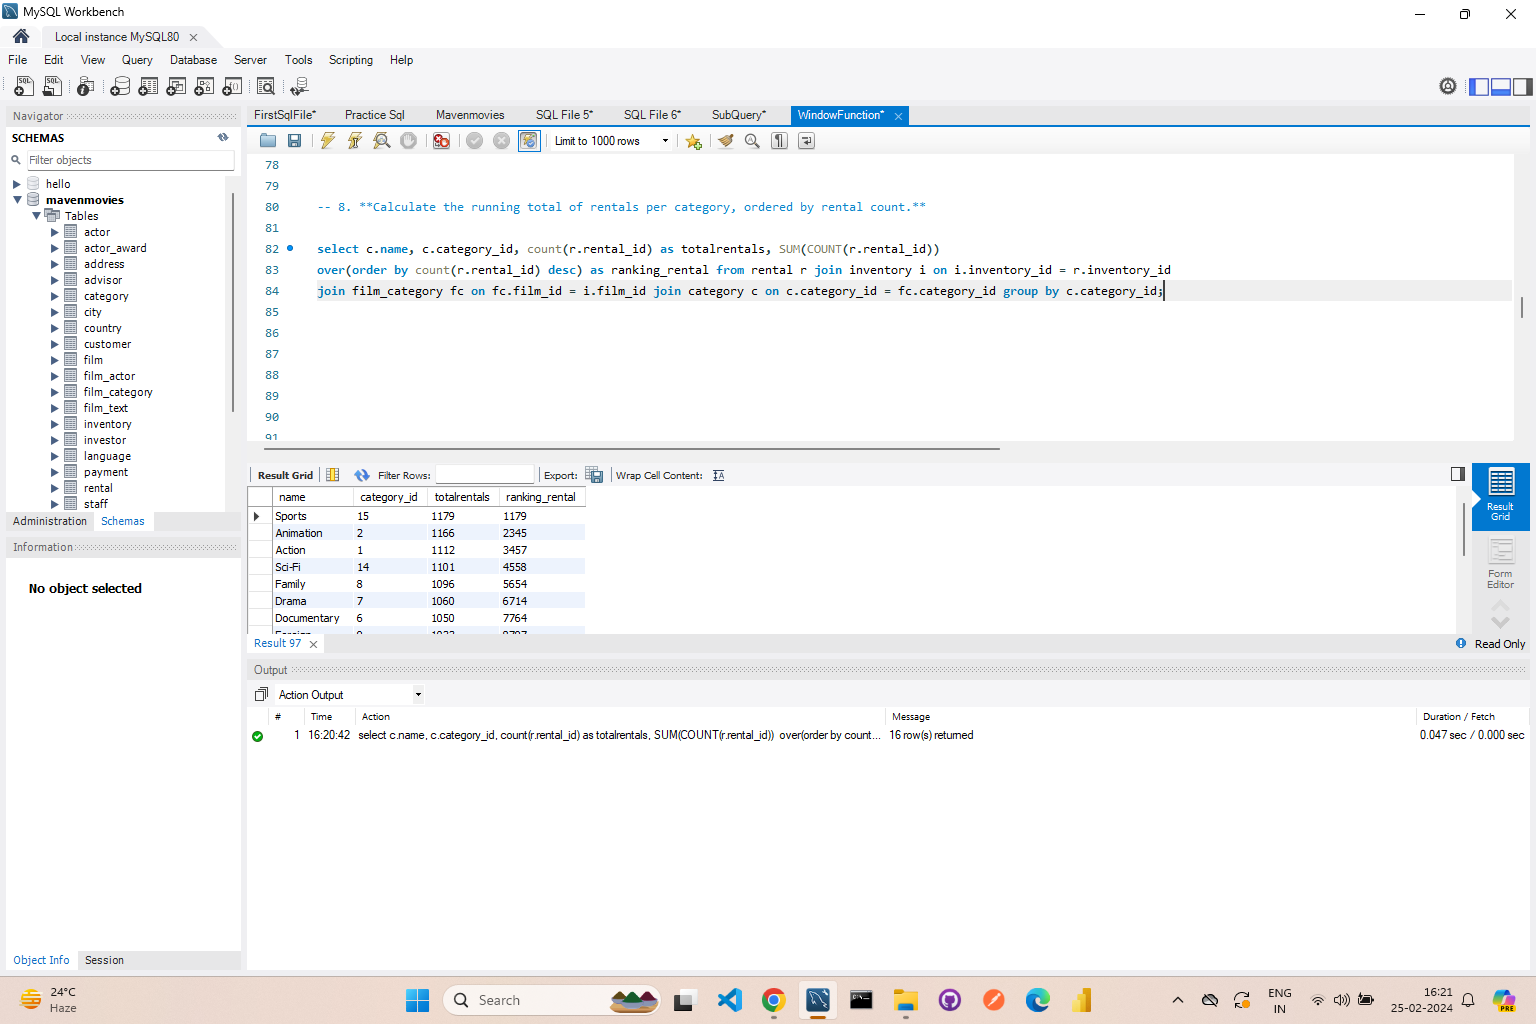 MySQL Workbench
Local instance MySQL80
File Edit View Query Database Server Tools Scripting Help
Navigator
SCHEMAS
Filter objects
hello
mavenmovies
Tables
actor
actor_award
address
advisor
category
city
country
customer
film
film_actor
film_category
film_text
inventory
investor
language
payment
rental
staff
Administration Schemas
Information
No object selected
Object Info Session
FirstSqlFile* Practice Sql Mavenmovies SQL File 5* SQL File 6* SubQuery* WindowFunction*
Limit to 1000 rows
78
79
80 -- 8. **Calculate the running total of rentals per category, ordered by rental count.**
81
82 select c.name, c.category_id, count(r.rental_id) as totalrentals, SUM(COUNT(r.rental_id))
83 over(order by count(r.rental_id) desc) as ranking_rental from rental r join inventory i on i.inventory_id = r.inventory_id
84 join film_category fc on fc.film_id = i.film_id join category c on c.category_id = fc.category_id group by c.category_id;
85
86
87
88
89
90
91
Result Grid Filter Rows: Export: Wrap Cell Content:
name category_id totalrentals ranking_rental
Sports 15 1179 1179
Animation 2 1166 2345
Action 1 1112 3457
Sci-Fi 14 1101 4558
Family 8 1096 5654
Drama 7 1060 6714
Documentary 6 1050 7764
Result Grid
Form Editor
Result 97
Read Only
Output
Action Output
# Time Action Message Duration / Fetch
1 16:20:42 select c.name, c.category_id, count(r.rental_id) as totalrentals, SUM(COUNT(r.rental_id)) over(order by count... 16 row(s) returned 0.047 sec / 0.000 sec
24°C
Haze
Search
PRE
ENG
IN
16:21
25-02-2024